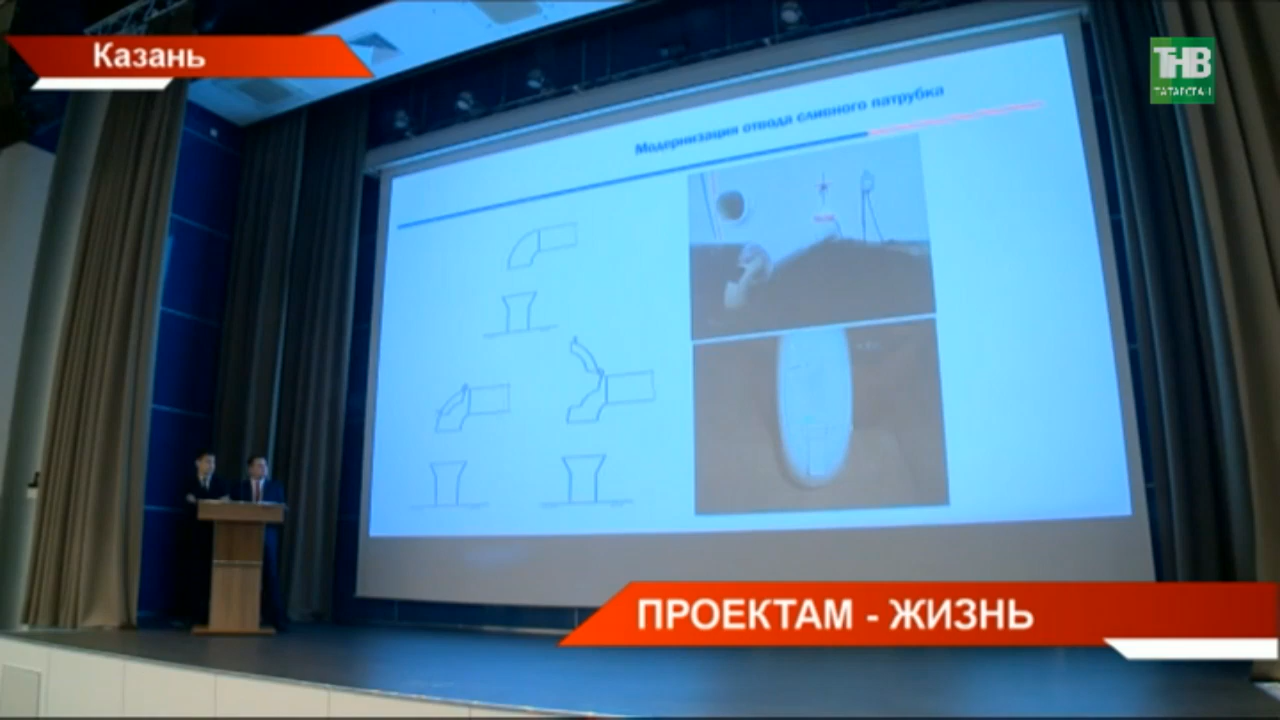 Казань
ТНВ
ТАТАРСТАН
Модернизация отвода сливного патрубка
ПРОЕКТАМ - ЖИЗНЬ